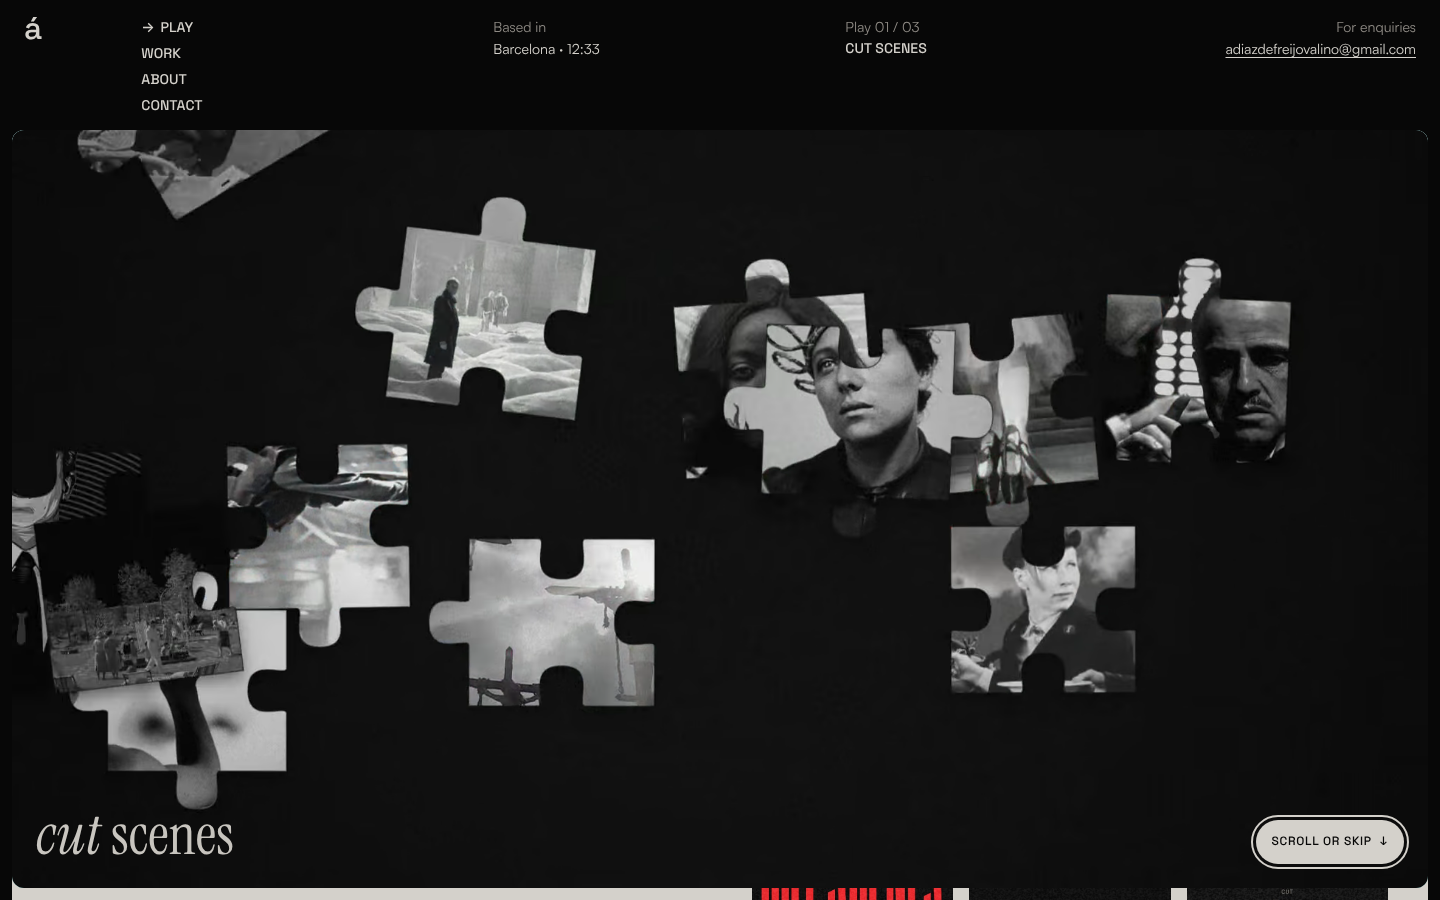 á
→ PLAY
WORK
ABOUT
CONTACT
Based in
Barcelona • 12:33
Play 01 / 03
CUT SCENES
For enquiries
adiazdefreijovalino@gmail.com
cut scenes
SCROLL OR SKIP ↓
CUT